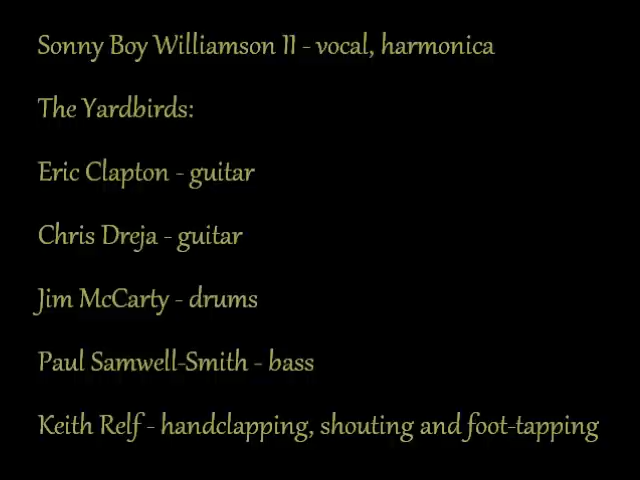 Sonny Boy Williamson II - vocal, harmonica
The Yardbirds:
Eric Clapton - guitar
Chris Dreja - guitar
Jim McCarty - drums
Paul Samwell-Smith - bass
Keith Relf - handclapping, shouting and foot-tapping